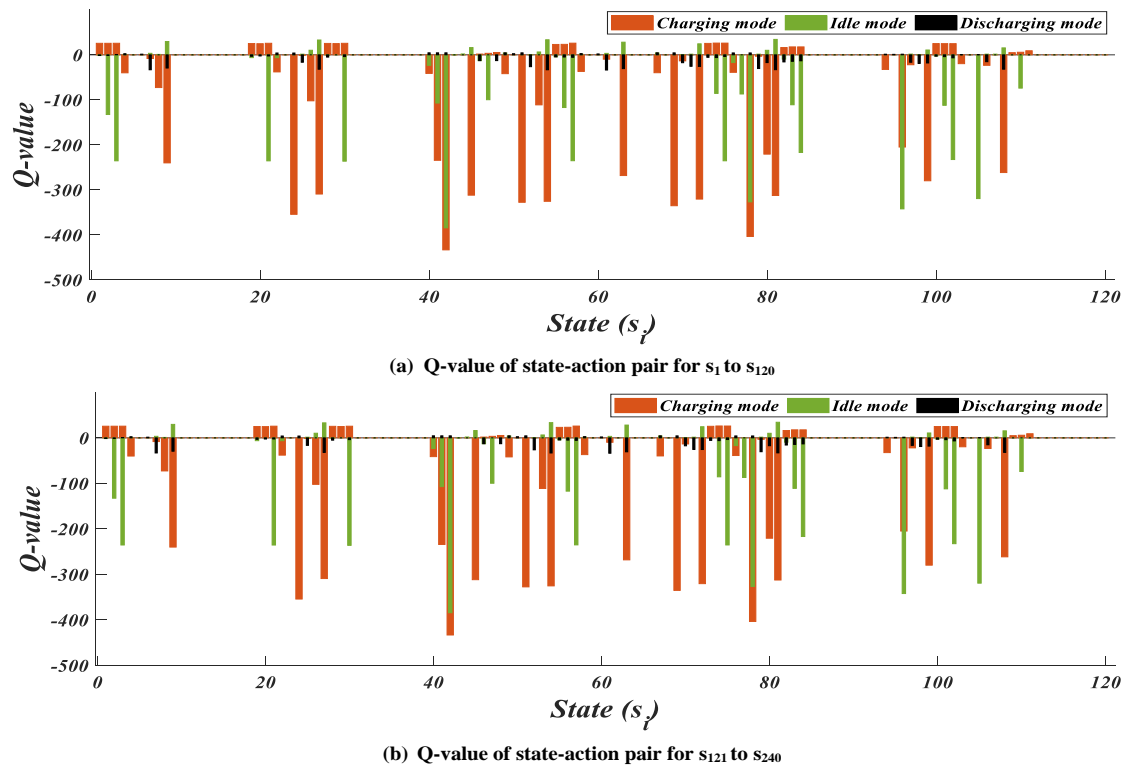 Charging mode Idle mode Discharging mode
0
-100
-200
-300
-400
-500
Q-value
0 20 40 60 80 100 120
State (s_i)
(a) Q-value of state-action pair for s1 to s120
Charging mode Idle mode Discharging mode
0
-100
-200
-300
-400
-500
Q-value
0 20 40 60 80 100 120
State (s_i)
(b) Q-value of state-action pair for s121 to s240